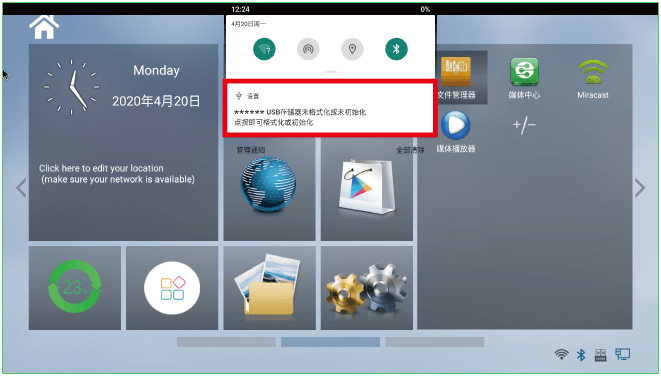 12:24
0%
4月20日周一
设置
****** USB存储器未格式化或未初始化
点按即可格式化或初始化
管理通知
全部清除
Monday
2020年4月20日
Click here to edit your location
(make sure your network is available)
文件管理器
媒体中心
Miracast
媒体播放器
+/-
23